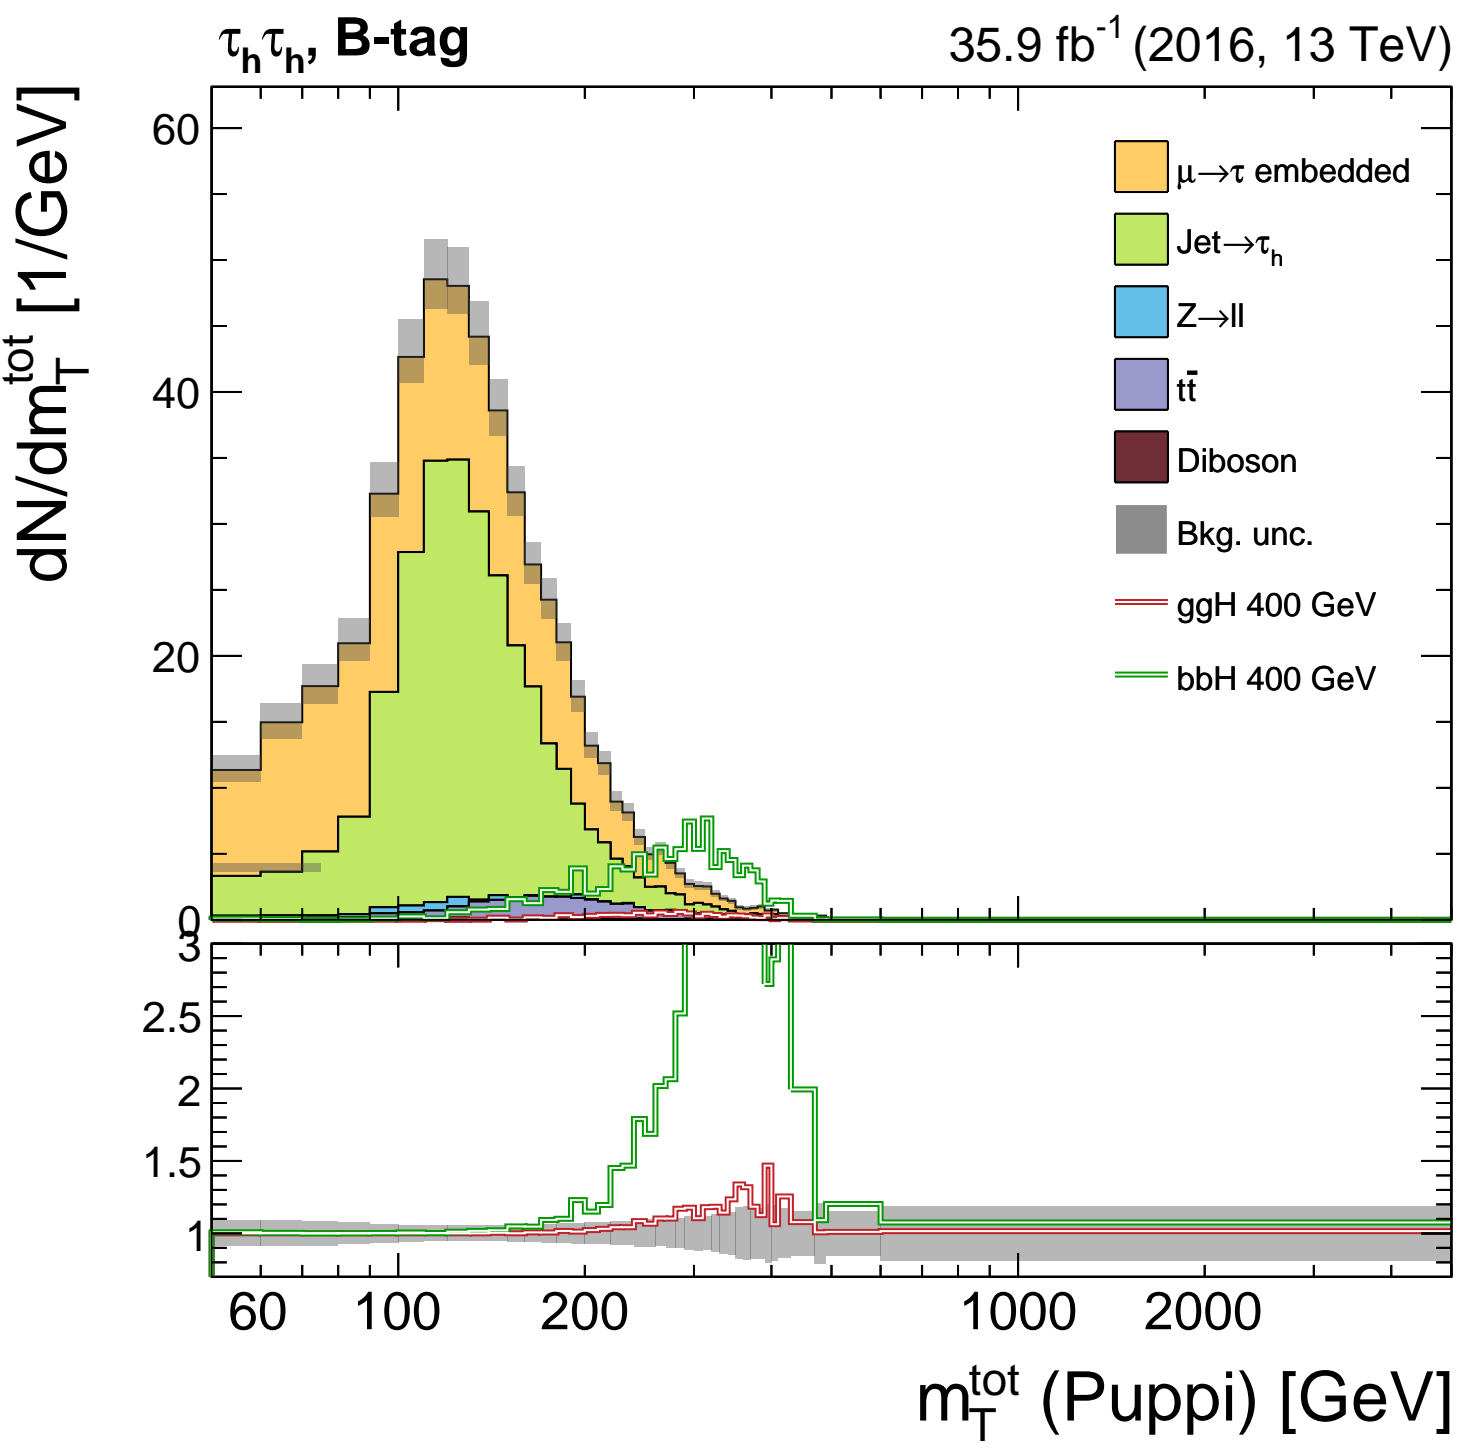 τhτh, B-tag
35.9 fb-1 (2016, 13 TeV)
dN/dmTtot [1/GeV]
60
40
20
0
μ→τ embedded
Jet→τh
Z→ll
tt̄
Diboson
Bkg. unc.
ggH 400 GeV
bbH 400 GeV
3
2.5
2
1.5
1
60 100 200 1000 2000
mTtot (Puppi) [GeV]